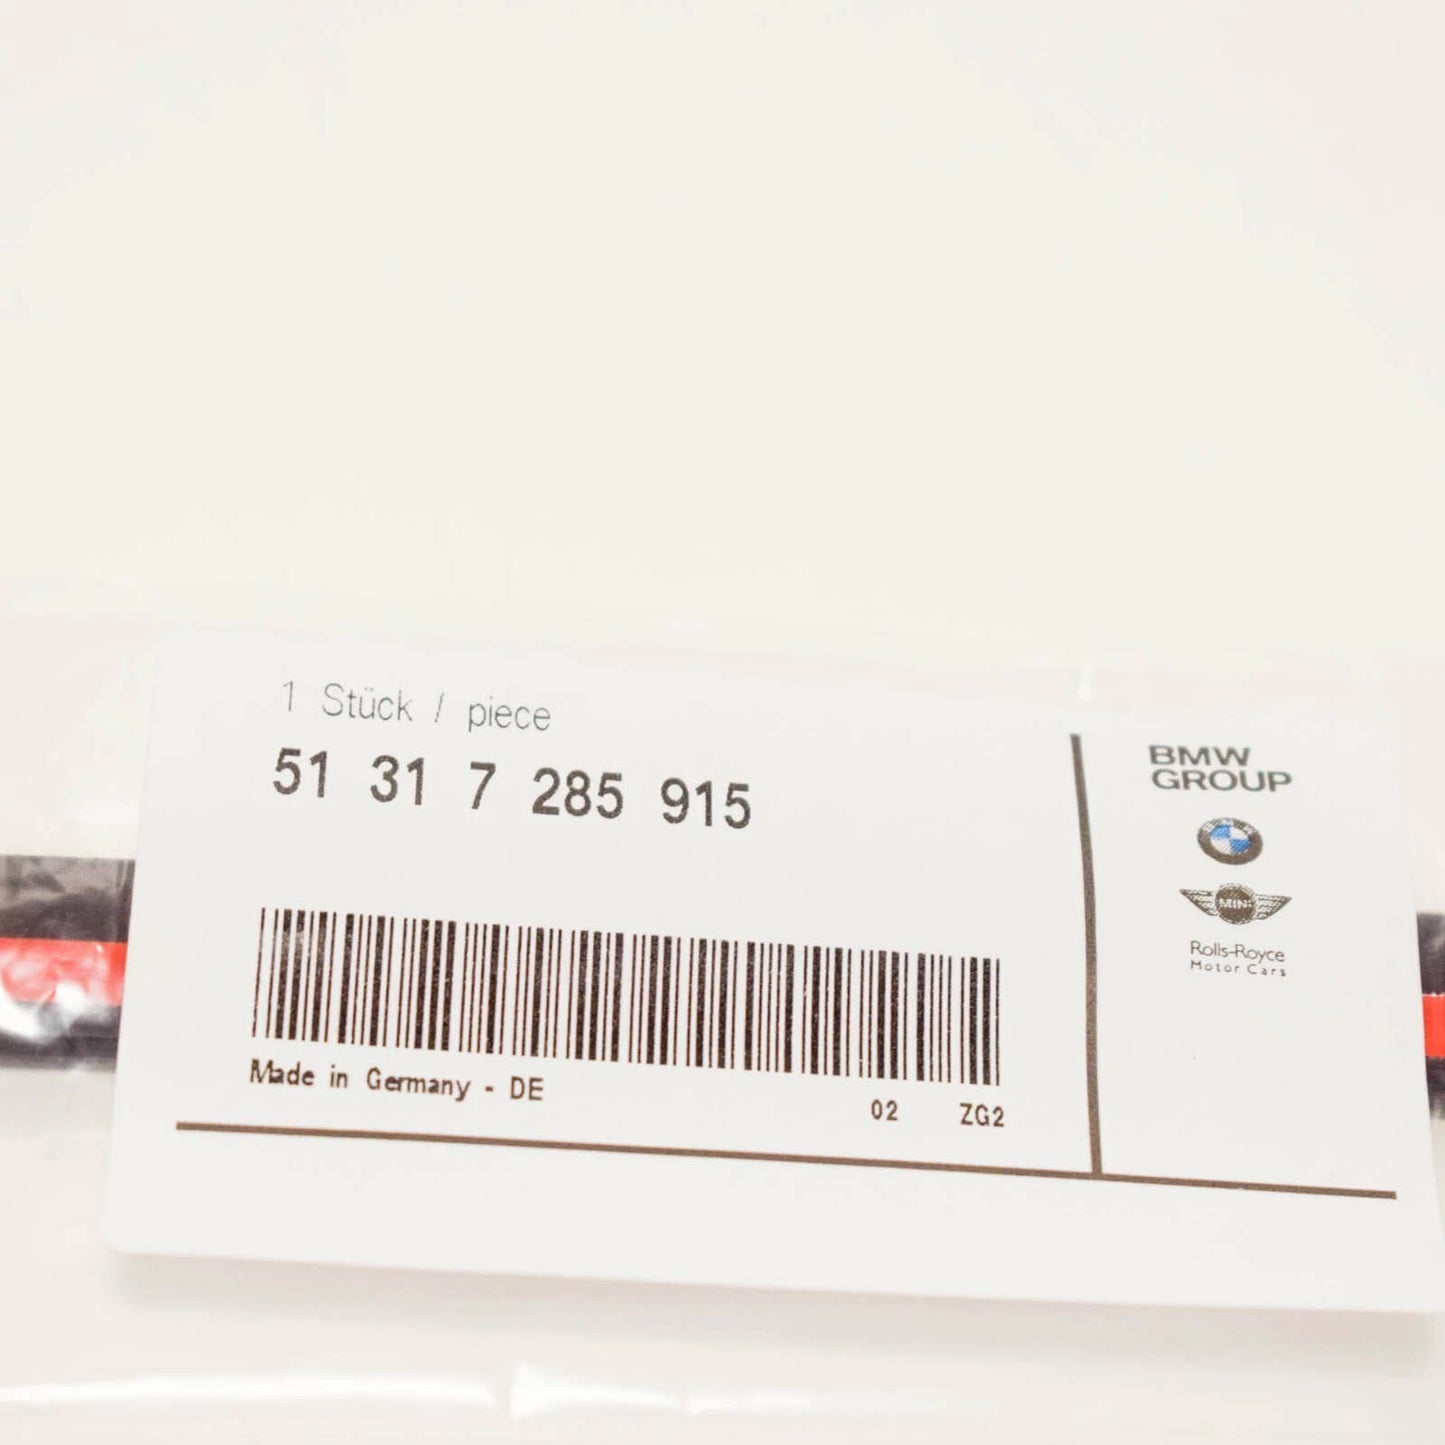 1 Stück / piece
51 31 7 285 915
Made in Germany - DE
02 ZG2
BMW
GROUP
MINI
Rolls-Royce
Motor Cars